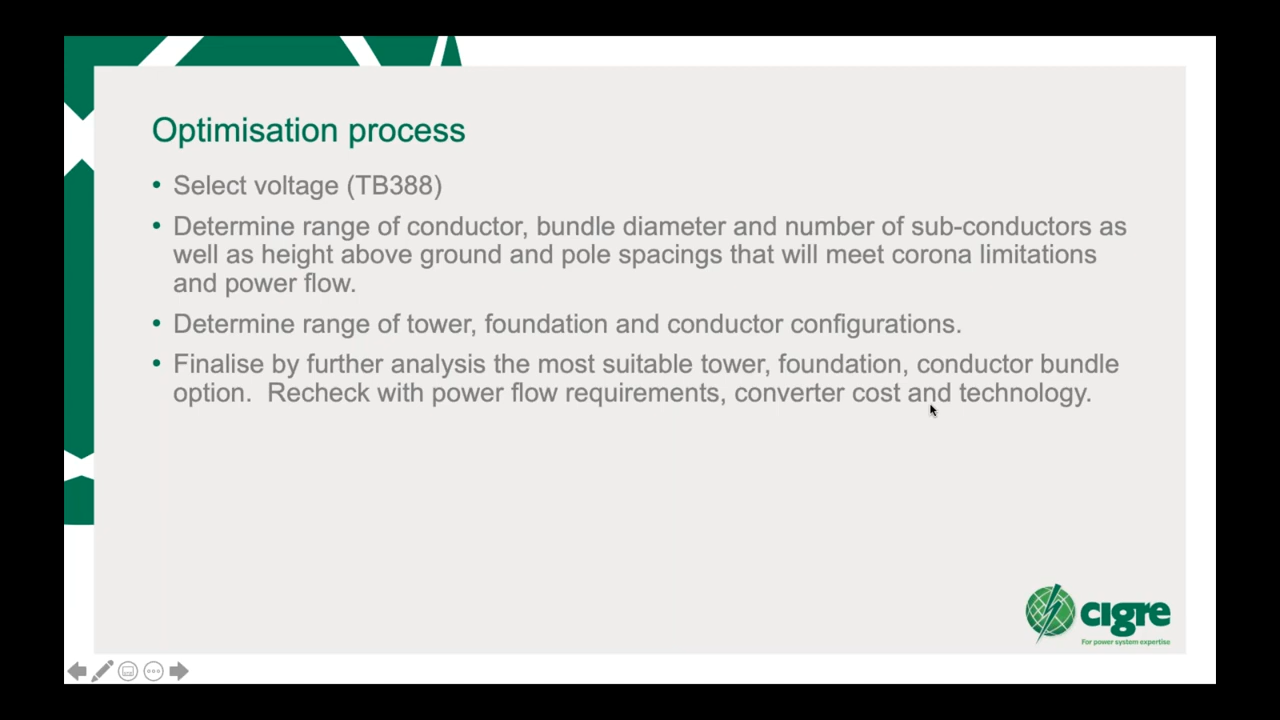 Optimisation process
• Select voltage (TB388)
• Determine range of conductor, bundle diameter and number of sub-conductors as
well as height above ground and pole spacings that will meet corona limitations
and power flow.
• Determine range of tower, foundation and conductor configurations.
• Finalise by further analysis the most suitable tower, foundation, conductor bundle
option.  Recheck with power flow requirements, converter cost and technology.
cigre
For power system expertise